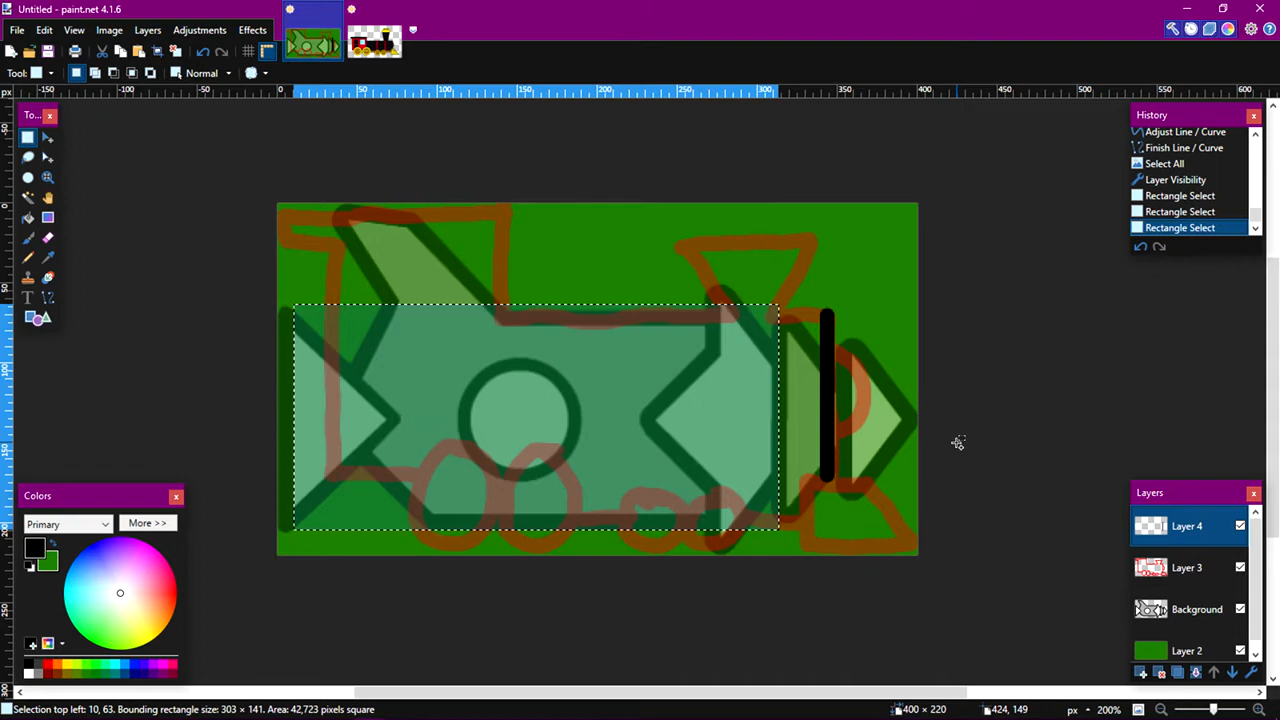 Untitled - paint.net 4.1.6
File Edit View Image Layers Adjustments Effects
Tool: Normal
px -150 -100 -50 0 50 100 150 200 250 300 350 400 450 500 550 600
To...
History
Adjust Line / Curve
Finish Line / Curve
Select All
Layer Visibility
Rectangle Select
Rectangle Select
Rectangle Select
Colors
Primary
More >>
Layers
Layer 4
Layer 3
Background
Layer 2
Selection top left: 10, 63. Bounding rectangle size: 303 × 141. Area: 42,723 pixels square
400 × 220
424, 149
px
200%